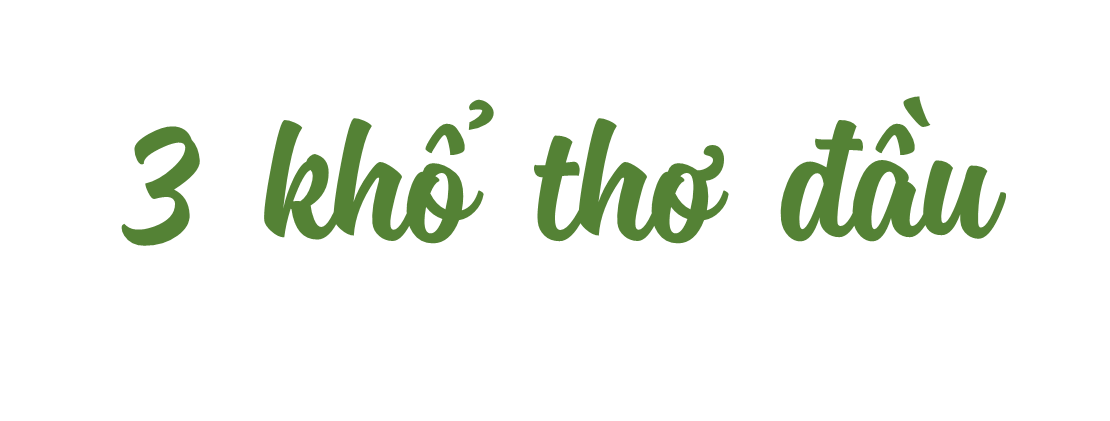 3 khổ thơ đầu